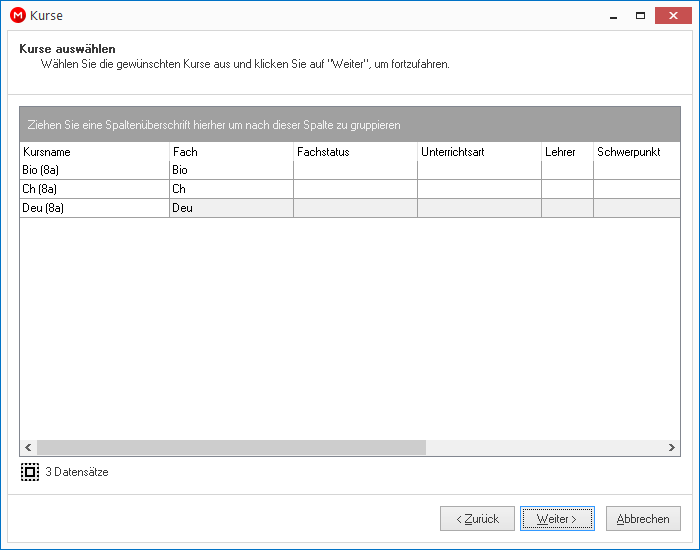 M Kurse
Kurse auswählen
Wählen Sie die gewünschten Kurse aus und klicken Sie auf "Weiter", um fortzufahren.
Ziehen Sie eine Spaltenüberschrift hierher um nach dieser Spalte zu gruppieren
Kursname Fach Fachstatus Unterrichtsart Lehrer Schwerpunkt
Bio (8a) Bio
Ch (8a) Ch
Deu (8a) Deu
3 Datensätze
< Zurück Weiter > Abbrechen